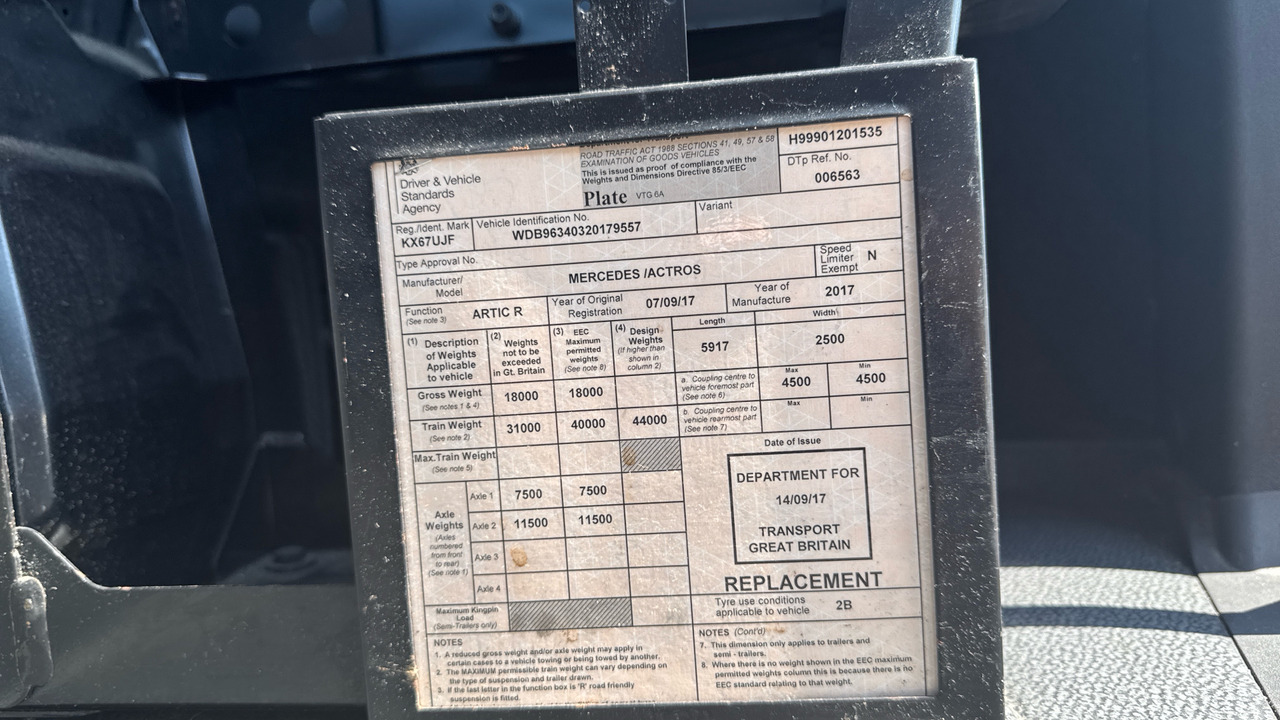 Department for Transport
ROAD TRAFFIC ACT 1988 SECTIONS 41, 49, 57 & 58
EXAMINATION OF GOODS VEHICLES
This is issued as proof of compliance with the
Weights and Dimensions Directive 85/3/EEC
Plate VTG 6A
H99901201535
DTp Ref. No.
006563
Driver & Vehicle
Standards
Agency
Reg./Ident. Mark
KX67UJF
Vehicle Identification No.
WDB96340320179557
Variant
Type Approval No.
Manufacturer/
Model
MERCEDES /ACTROS
Speed
Limiter
Exempt
N
Function
(See note 3)
ARTIC R
Year of Original
Registration
07/09/17
Year of
Manufacture
2017
(1) Description
of Weights
Applicable
to vehicle
(2) Weights
not to be
exceeded
in Gt. Britain
(3) EEC
Maximum
permitted
weights
(See note 8)
(4) Design
Weights
(If higher than
shown in
column 2)
Length
5917
Width
2500
Gross Weight
(See notes 1 & 4)
18000
18000
a. Coupling centre to
vehicle foremost part
(See note 6)
Max
4500
Min
4500
Train Weight
(See note 2)
31000
40000
44000
b. Coupling centre to
vehicle rearmost part
(See note 7)
Max
Min
Max.Train Weight
(See note 5)
Axle
Weights
(Axles
numbered
from front
to rear)
(See note 1)
Axle 1
7500
7500
Axle 2
11500
11500
Axle 3
Axle 4
Maximum Kingpin
Load
(Semi-Trailers only)
Date of Issue
DEPARTMENT FOR
14/09/17
TRANSPORT
GREAT BRITAIN
REPLACEMENT
Tyre use conditions
applicable to vehicle
2B
NOTES
1. A reduced gross weight and/or axle weight may apply in
certain cases to a vehicle towing or being towed by another.
2. The MAXIMUM permissible train weight can vary depending on
the type of suspension and trailer drawn.
3. If the last letter in the function box is 'R' road friendly
suspension is fitted.
NOTES (Cont'd)
7. This dimension only applies to trailers and
semi - trailers.
8. Where there is no weight shown in the EEC maximum
permitted weights column this is because there is no
EEC standard relating to that weight.